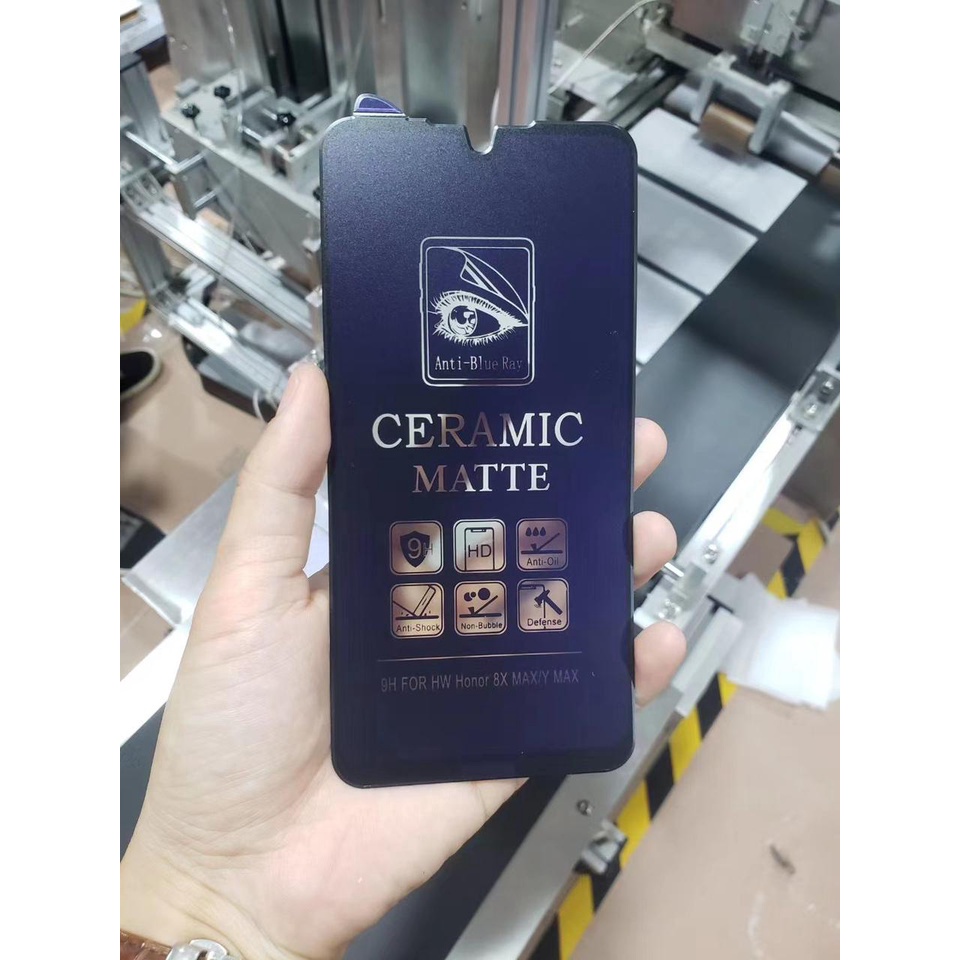 Anti-Blue Ray
CERAMIC
MATTE
9H
HD
Anti-Oil
Anti-Shock
Non-Bubble
Defense
9H FOR HW Honor 8X MAX/Y MAX